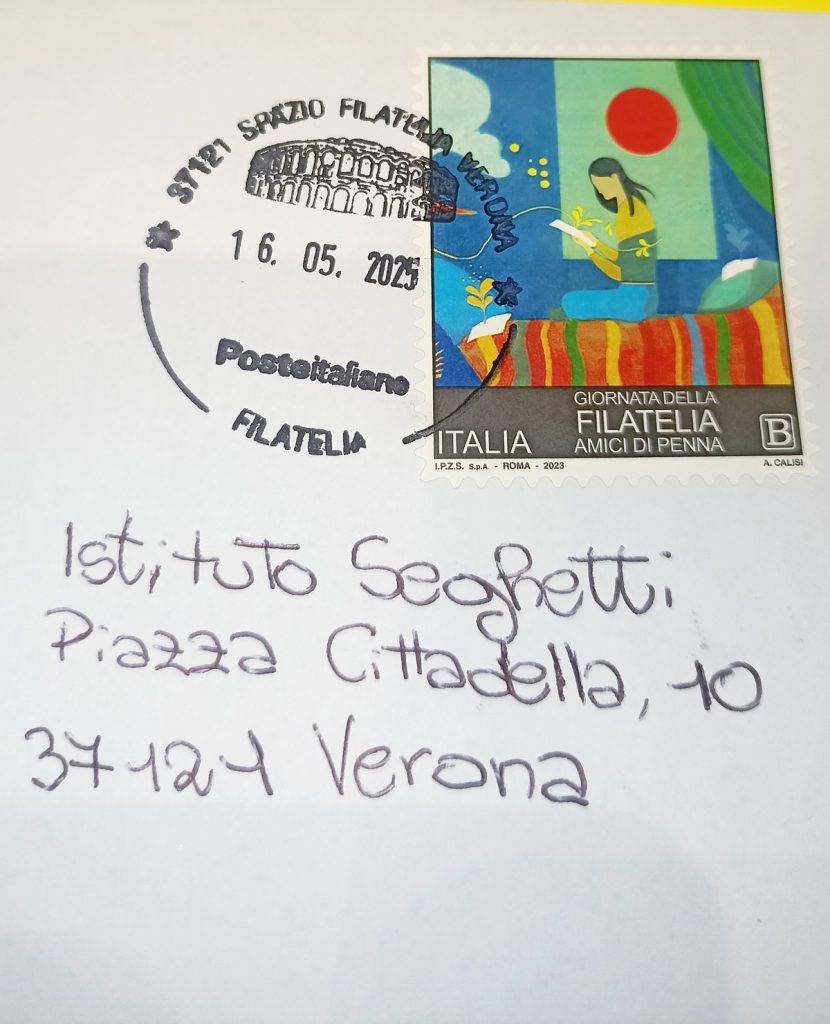 37121 SPAZIO FILATELIA VERONA
16.05.2025
Posteitaliane
FILATELIA
GIORNATA DELLA
FILATELIA
AMICI DI PENNA
ITALIA
B
I.P.Z.S. S.p.A. - ROMA - 2023
A. CALISI
Istituto Seghetti
Piazza Cittadella, 10
37121 Verona